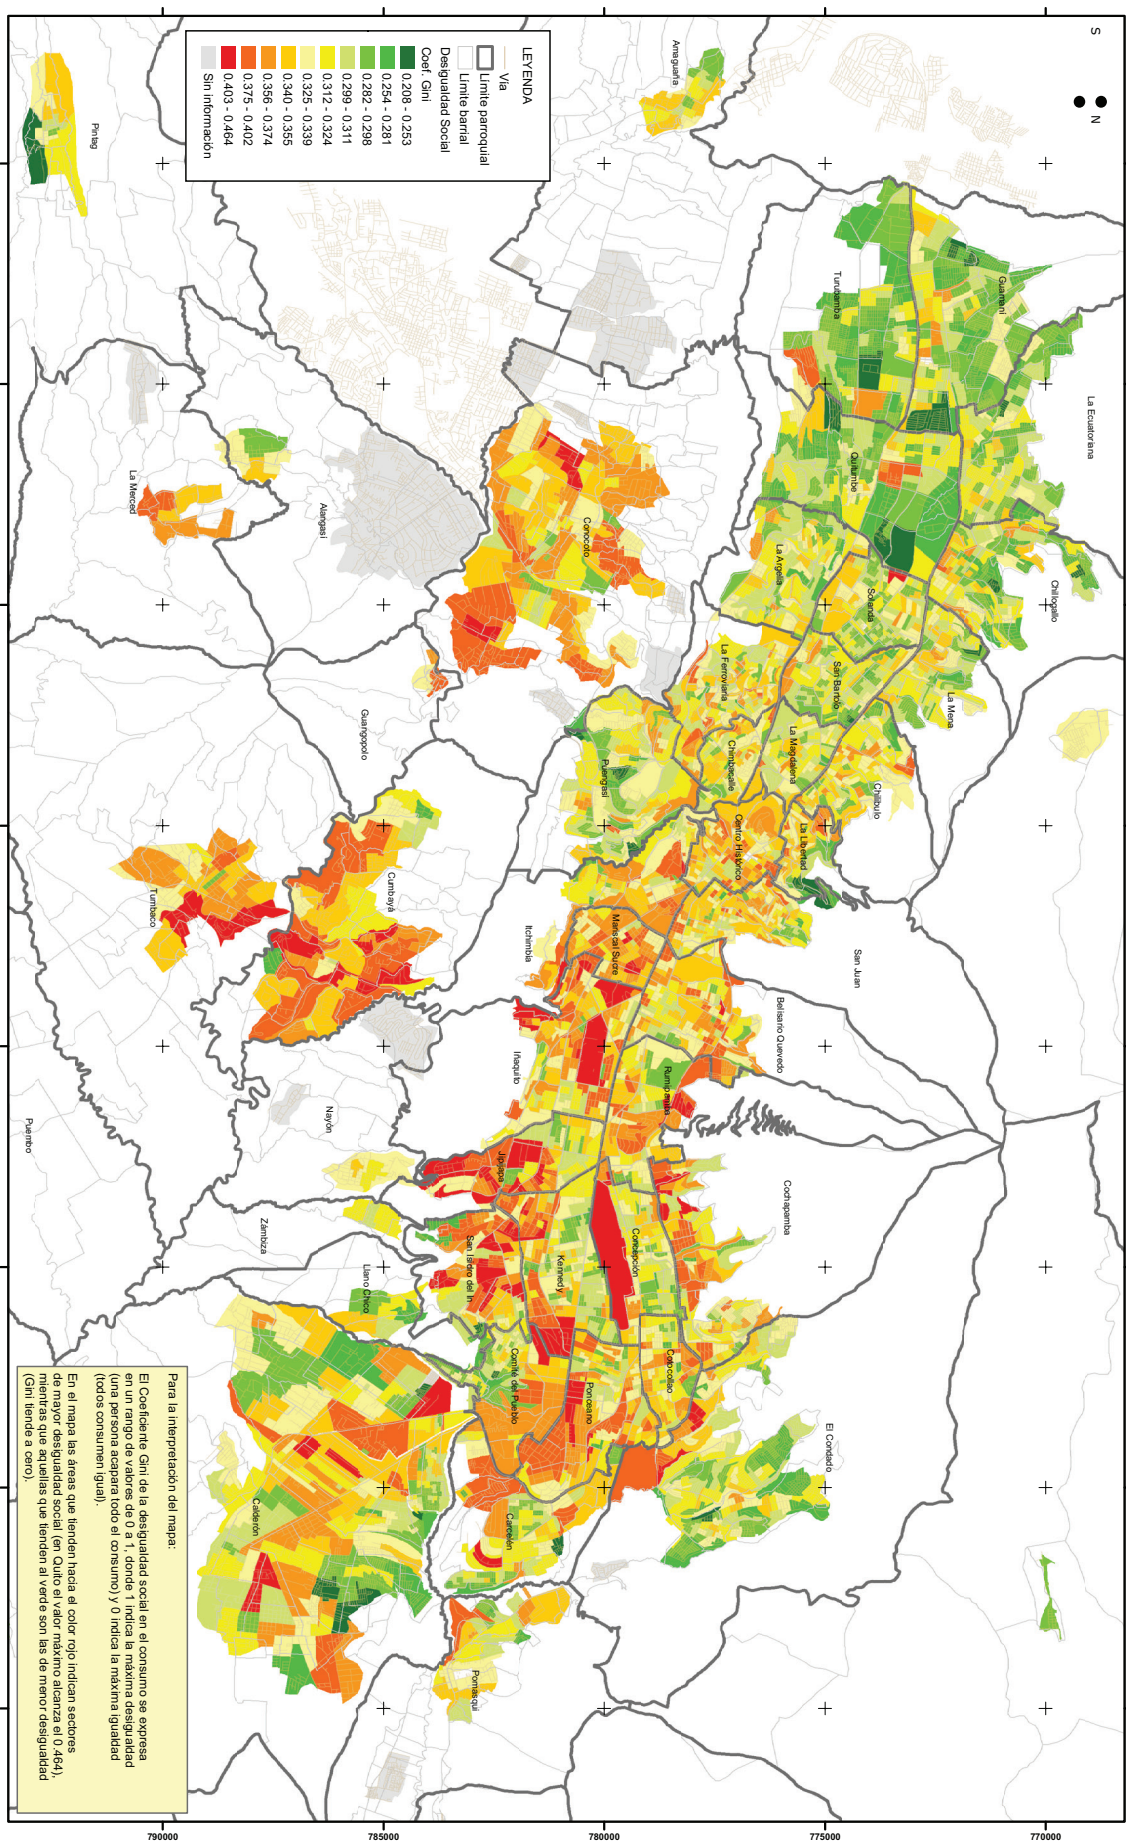 S
N
LEYENDA
Vía
Límite parroquial
Límite barrial
Desigualdad Social
Coef. Gini
0.208 - 0.253
0.254 - 0.281
0.282 - 0.298
0.299 - 0.311
0.312 - 0.324
0.325 - 0.339
0.340 - 0.355
0.356 - 0.374
0.375 - 0.402
0.403 - 0.464
Sin información
Amaguaña
Pintag
Guamaní
Turubamba
La Ecuatoriana
Quitumbe
Chillogallo
La Argelia
Solanda
San Bartolo
La Mena
La Ferroviaria
Chimbacalle
La Magdalena
Chilibulo
Puengasí
Centro Histórico
La Libertad
Conocoto
Alangasí
La Merced
Guangopolo
Cumbayá
Tumbaco
Itchimbía
Mariscal Sucre
San Juan
Belisario Quevedo
Iñaquito
Rumipamba
Nayón
Puembo
Jipijapa
Cochapamba
Concepción
Kennedy
San Isidro del In
Zámbiza
Llano Chico
Cotocollao
Ponceano
Comité del Pueblo
El Condado
Carcelén
Calderón
Pomasqui
Para la interpretación del mapa:
El Coeficiente Gini de la desigualdad social en el consumo se expresa
en un rango de valores de 0 a 1, donde 1 indica la máxima desigualdad
(una persona acapara todo el consumo) y 0 indica la máxima igualdad
(todos consumen igual).
En el mapa las áreas que tienden hacia el color rojo indican sectores
de mayor desigualdad social (en Quito el valor máximo alcanza el 0.464),
mientras que aquellas que tienden al verde son las de menor desigualdad
(Gini tiende a cero).
790000
785000
780000
775000
770000